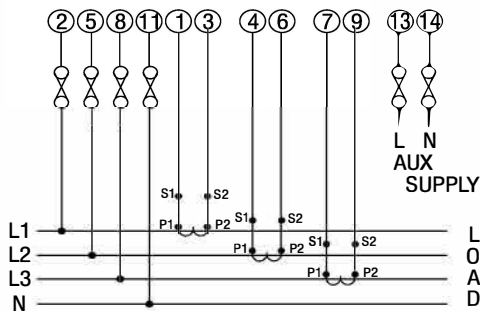 2 5 8 11 1 3 4 6 7 9 13 14
L N
AUX
SUPPLY
S1 S2
S1 S2
P1 P2
L1 L
S1 S2
P1 P2
L2 O
P1 P2
L3 A
N D